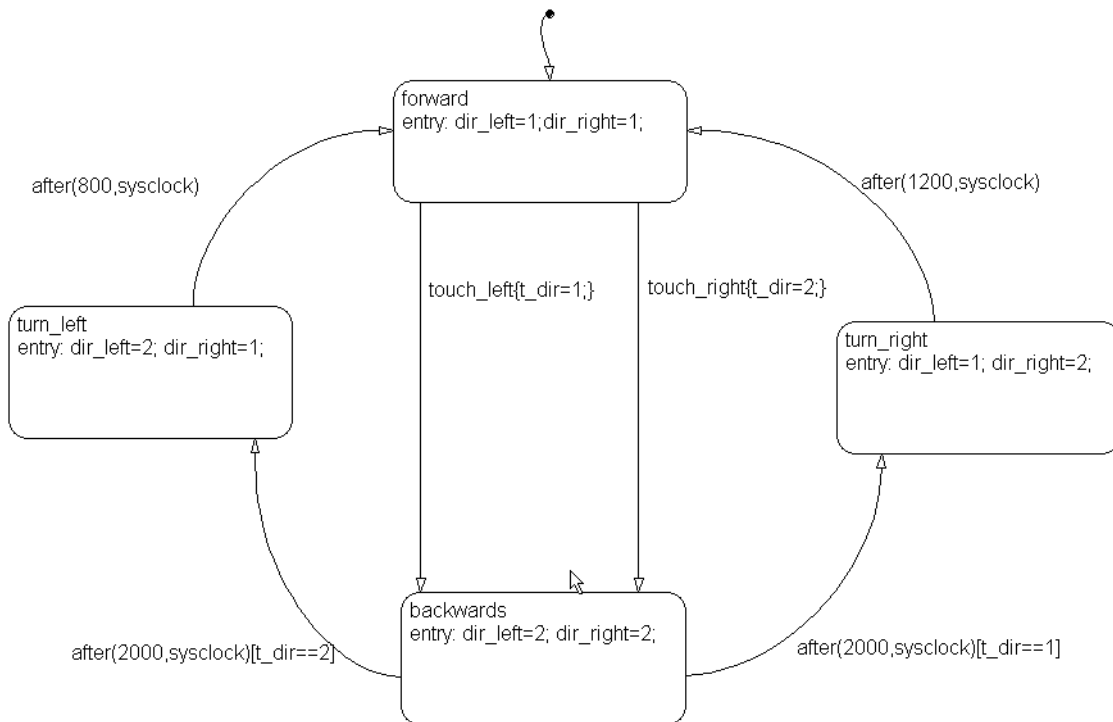 forward
entry: dir_left=1;dir_right=1;
after(800,sysclock)
after(1200,sysclock)
touch_left{t_dir=1;}
touch_right{t_dir=2;}
turn_left
entry: dir_left=2; dir_right=1;
turn_right
entry: dir_left=1; dir_right=2;
backwards
entry: dir_left=2; dir_right=2;
after(2000,sysclock)[t_dir==2]
after(2000,sysclock)[t_dir==1]